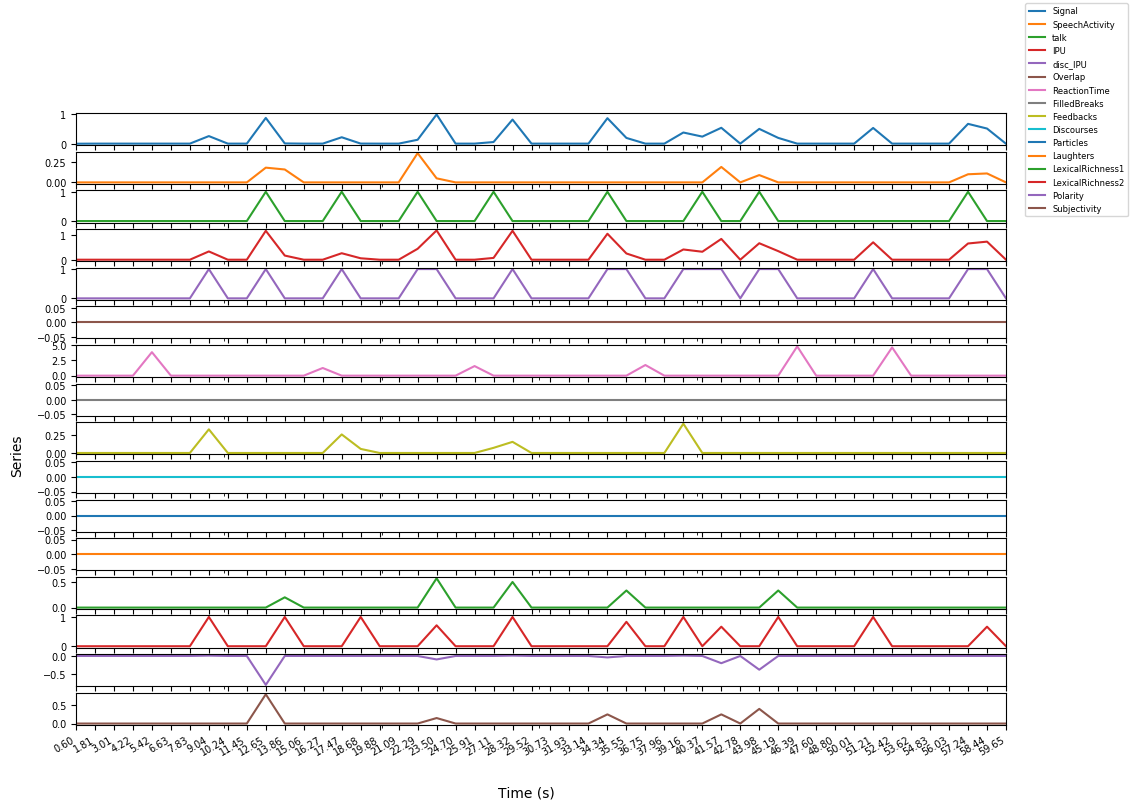 Signal
SpeechActivity
talk
IPU
disc_IPU
Overlap
ReactionTime
FilledBreaks
Feedbacks
Discourses
Particles
Laughters
LexicalRichness1
LexicalRichness2
Polarity
Subjectivity
1
0
0.25
0.00
1
0
1
0
1
0
0.05
0.00
−0.05
5.0
2.5
0.0
0.05
0.00
−0.05
0.25
0.00
0.05
0.00
−0.05
0.05
0.00
−0.05
0.05
0.00
−0.05
0.5
0.0
1
0
0.0
−0.5
0.5
0.0
Series
0.60 1.81 3.01 4.22 5.42 6.63 7.83 9.04 10.24 11.45 12.65 13.86 15.06 16.27 17.47 18.68 19.88 21.09 22.29 23.50 24.70 25.91 27.11 28.32 29.52 30.73 31.93 33.14 34.34 35.55 36.75 37.96 39.16 40.37 41.57 42.78 43.98 45.19 46.39 47.60 48.80 50.01 51.21 52.42 53.62 54.83 56.03 57.24 58.44 59.65
Time (s)